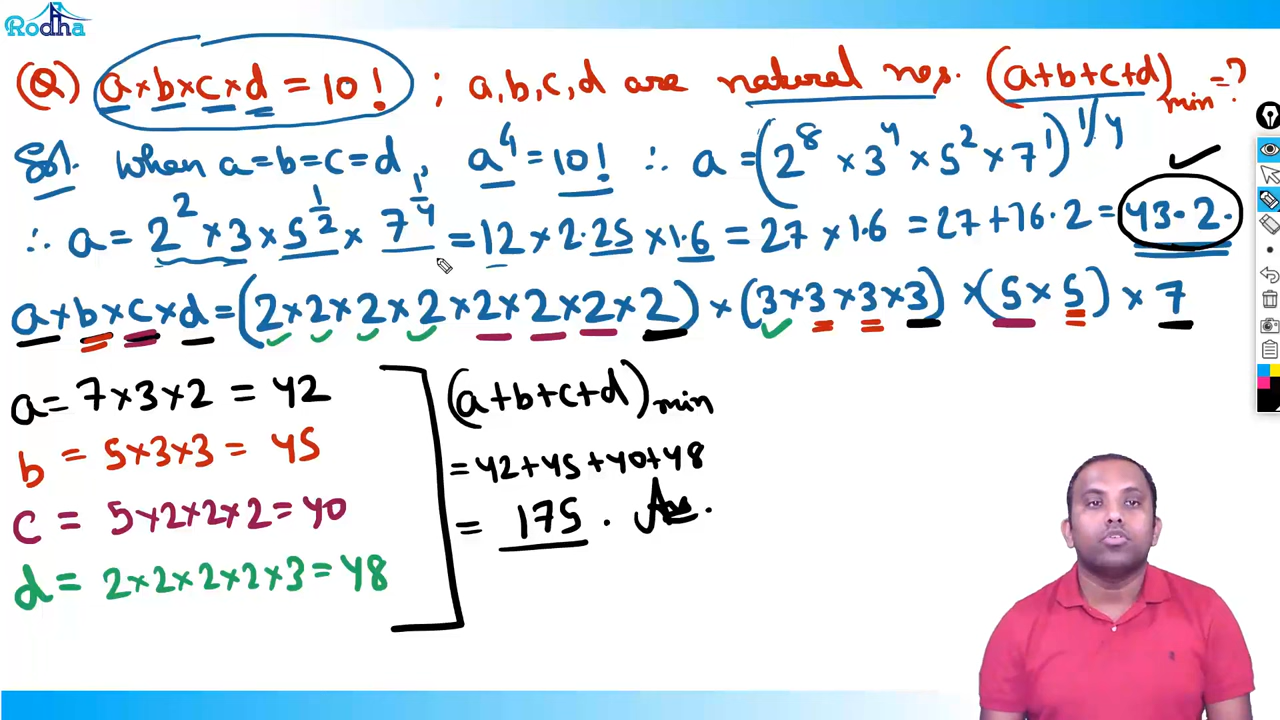 Rodha
(Q) a×b×c×d = 10! ; a,b,c,d are natural nos. (a+b+c+d)min =?
Sol. When a=b=c=d, a⁴ = 10! ∴ a = (2⁸ × 3⁴ × 5² × 7¹)^1/4
∴ a = 2² × 3 × 5^1/2 × 7^1/4 = 12 × 2.25 × 1.6 = 27 × 1.6 = 27+16.2 = 43.2.
a×b×c×d = (2×2×2×2×2×2×2×2) × (3×3×3×3) × (5×5) × 7
a = 7×3×2 = 42
b = 5×3×3 = 45
c = 5×2×2×2 = 40
d = 2×2×2×2×3 = 48
(a+b+c+d)min
= 42+45+40+48
= 175. Ans.